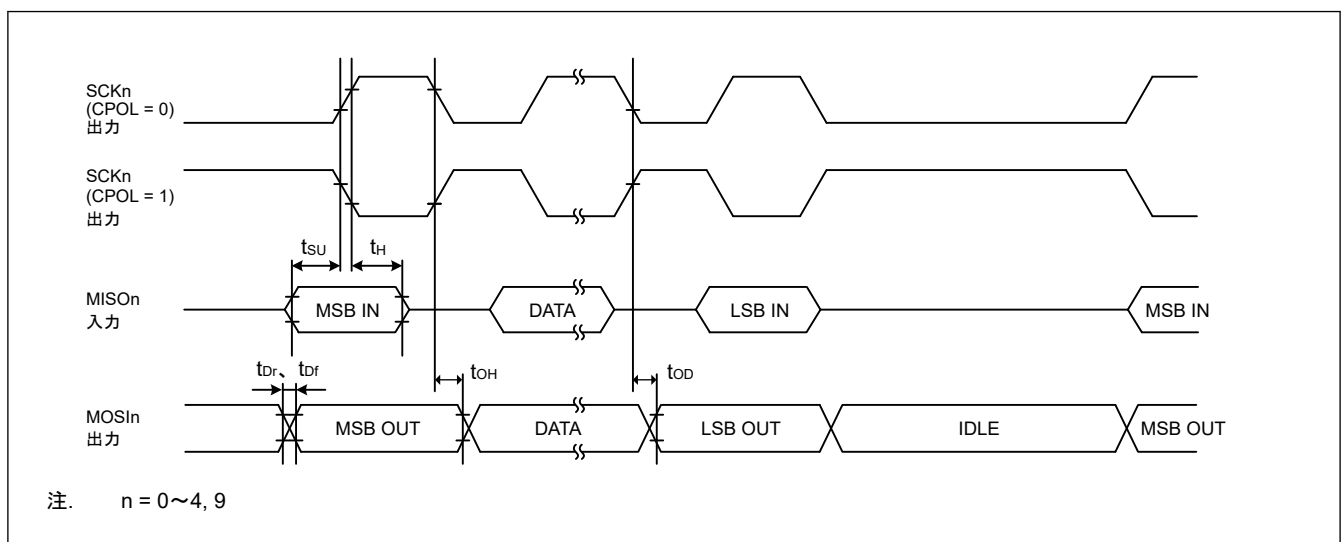 SCKn
(CPOL = 0)
出力
SCKn
(CPOL = 1)
出力
tSU
tH
MISOn
入力
MSB IN
DATA
LSB IN
MSB IN
tDr、 tDf
tOH
tOD
MOSIn
出力
MSB OUT
DATA
LSB OUT
IDLE
MSB OUT
注. n = 0～4, 9